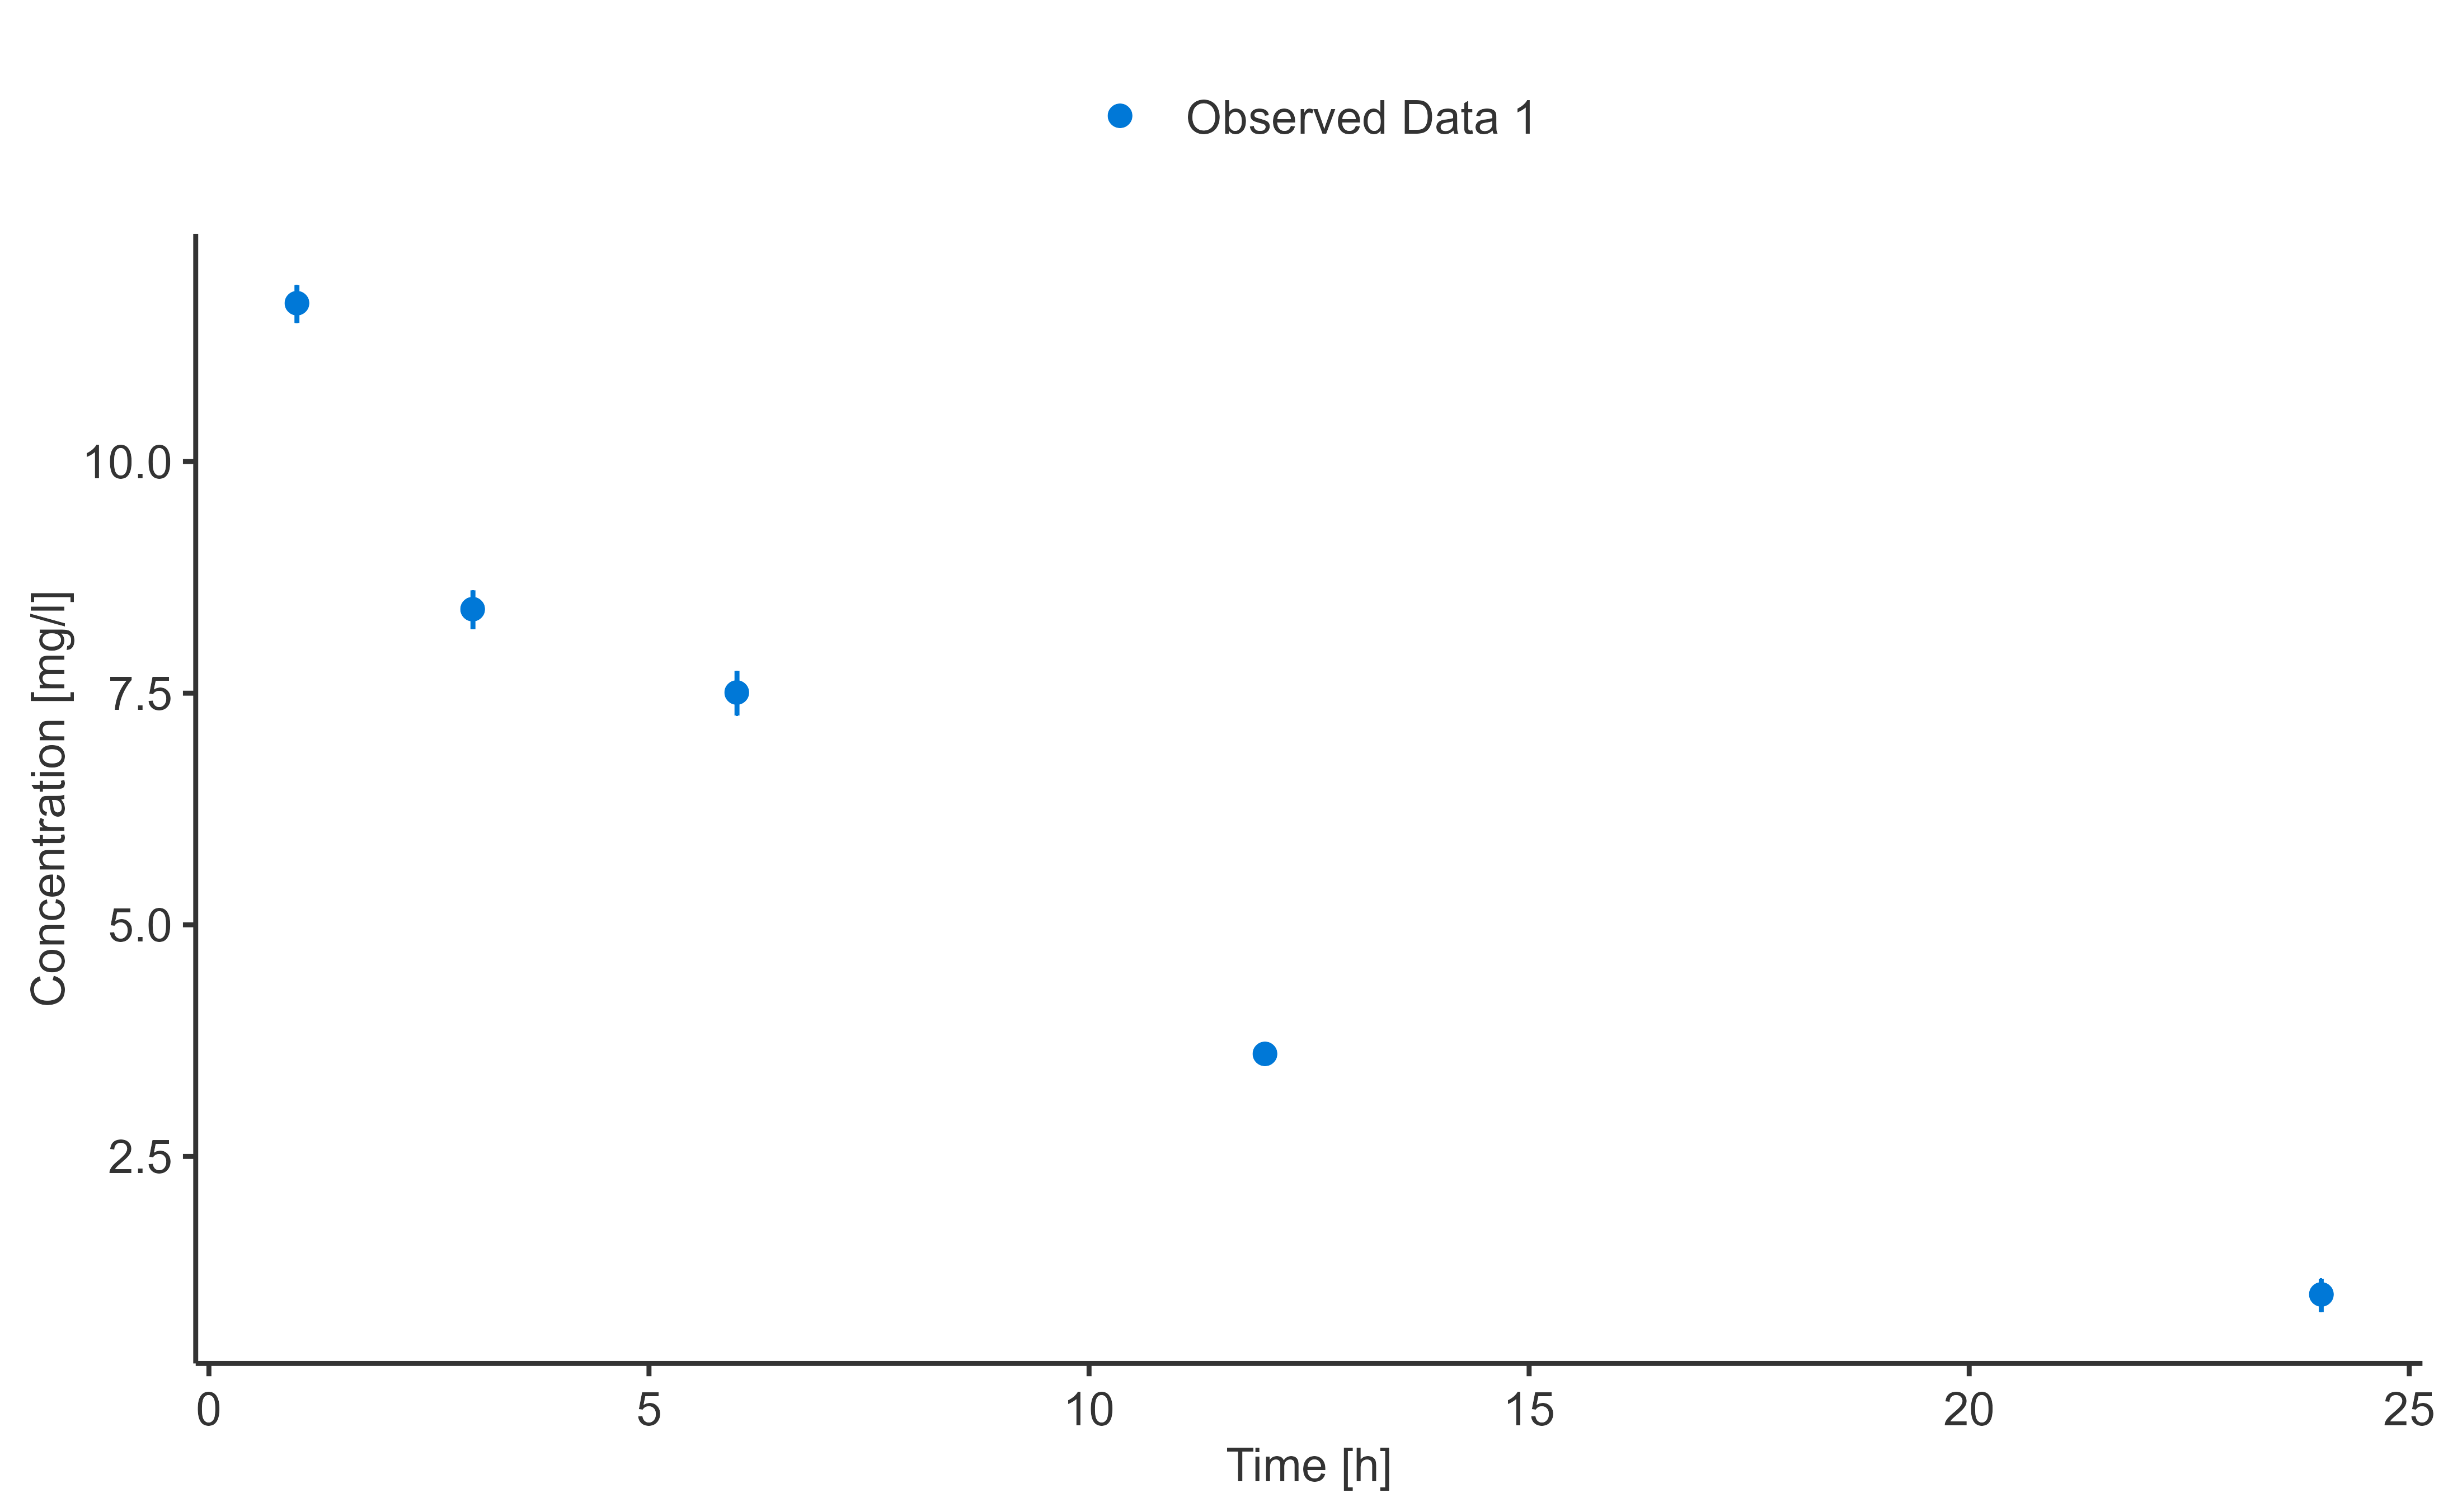 Observed Data 1
Concentration [mg/l]
10.0
7.5
5.0
2.5
0 5 10 15 20 25
Time [h]